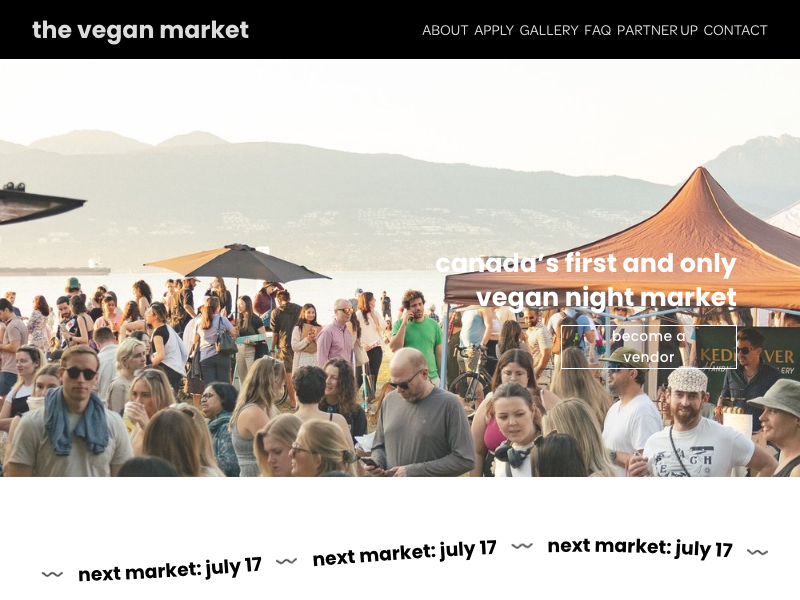 the vegan market
ABOUT APPLY GALLERY FAQ PARTNER UP CONTACT
canada's first and only
vegan night market
become a
vendor
next market: july 17
next market: july 17
next market: july 17